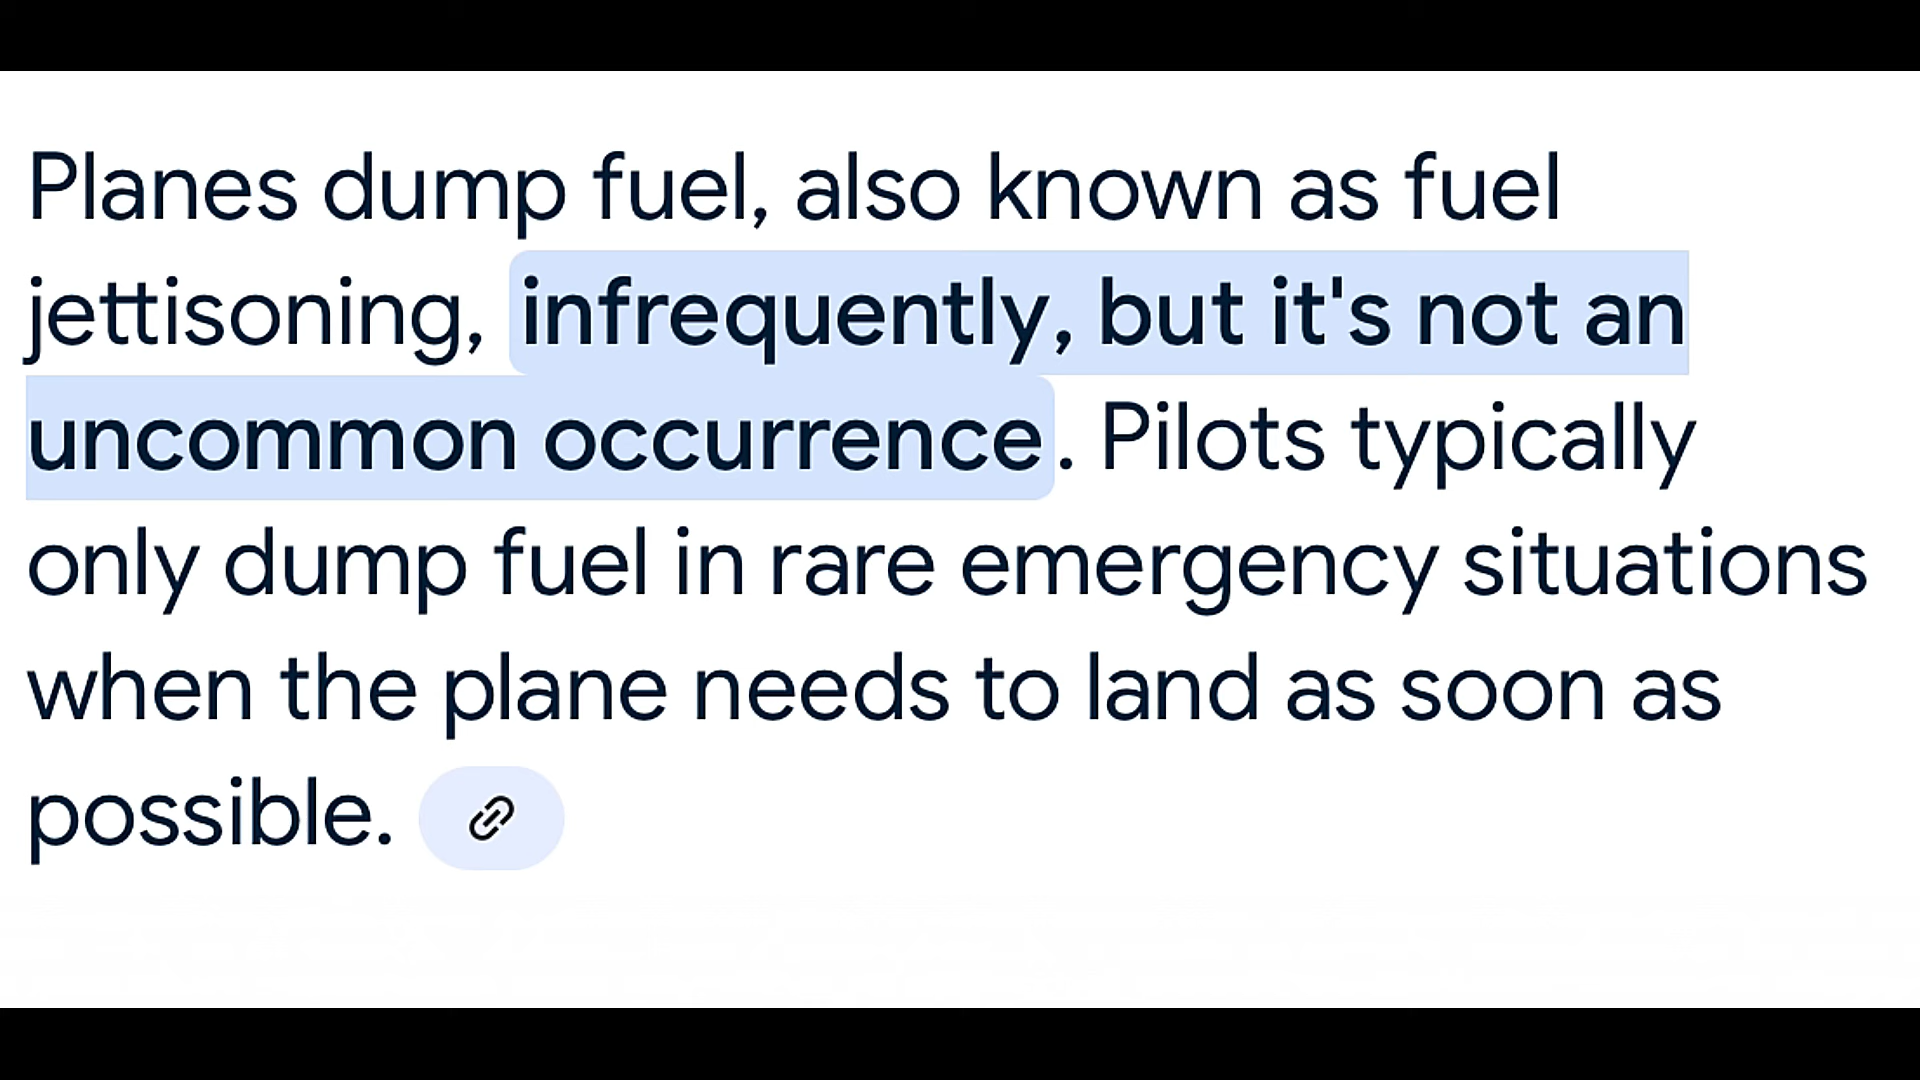 Planes dump fuel, also known as fuel
jettisoning, infrequently, but it's not an
uncommon occurrence. Pilots typically
only dump fuel in rare emergency situations
when the plane needs to land as soon as
possible.